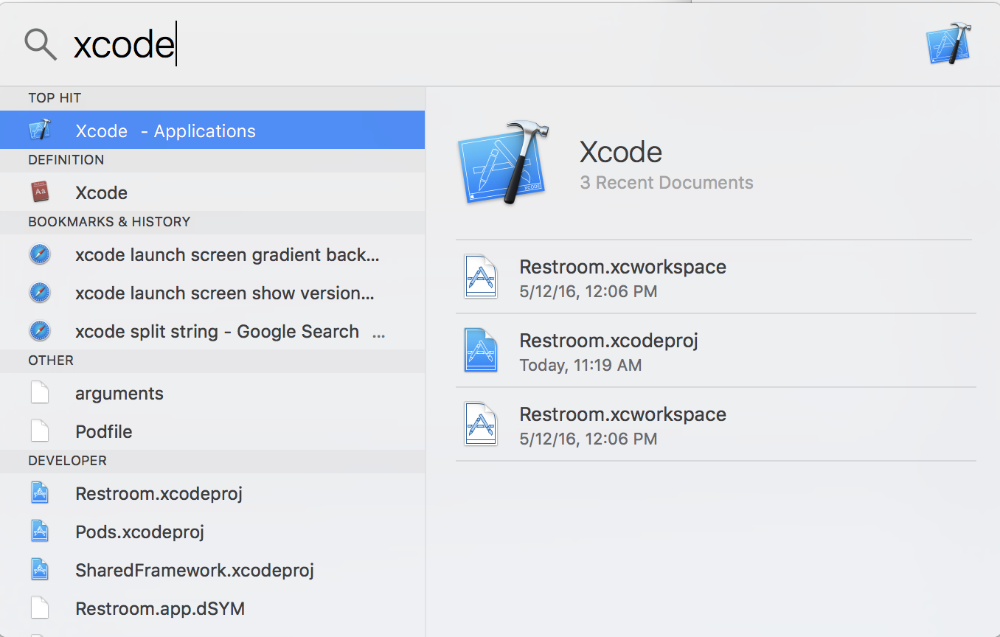 xcode
TOP HIT
Xcode - Applications
DEFINITION
Xcode
BOOKMARKS & HISTORY
xcode launch screen gradient back...
xcode launch screen show version...
xcode split string - Google Search ...
OTHER
arguments
Podfile
DEVELOPER
Restroom.xcodeproj
Pods.xcodeproj
SharedFramework.xcodeproj
Restroom.app.dSYM
XCODE
Xcode
3 Recent Documents
Restroom.xcworkspace
5/12/16, 12:06 PM
Restroom.xcodeproj
Today, 11:19 AM
Restroom.xcworkspace
5/12/16, 12:06 PM